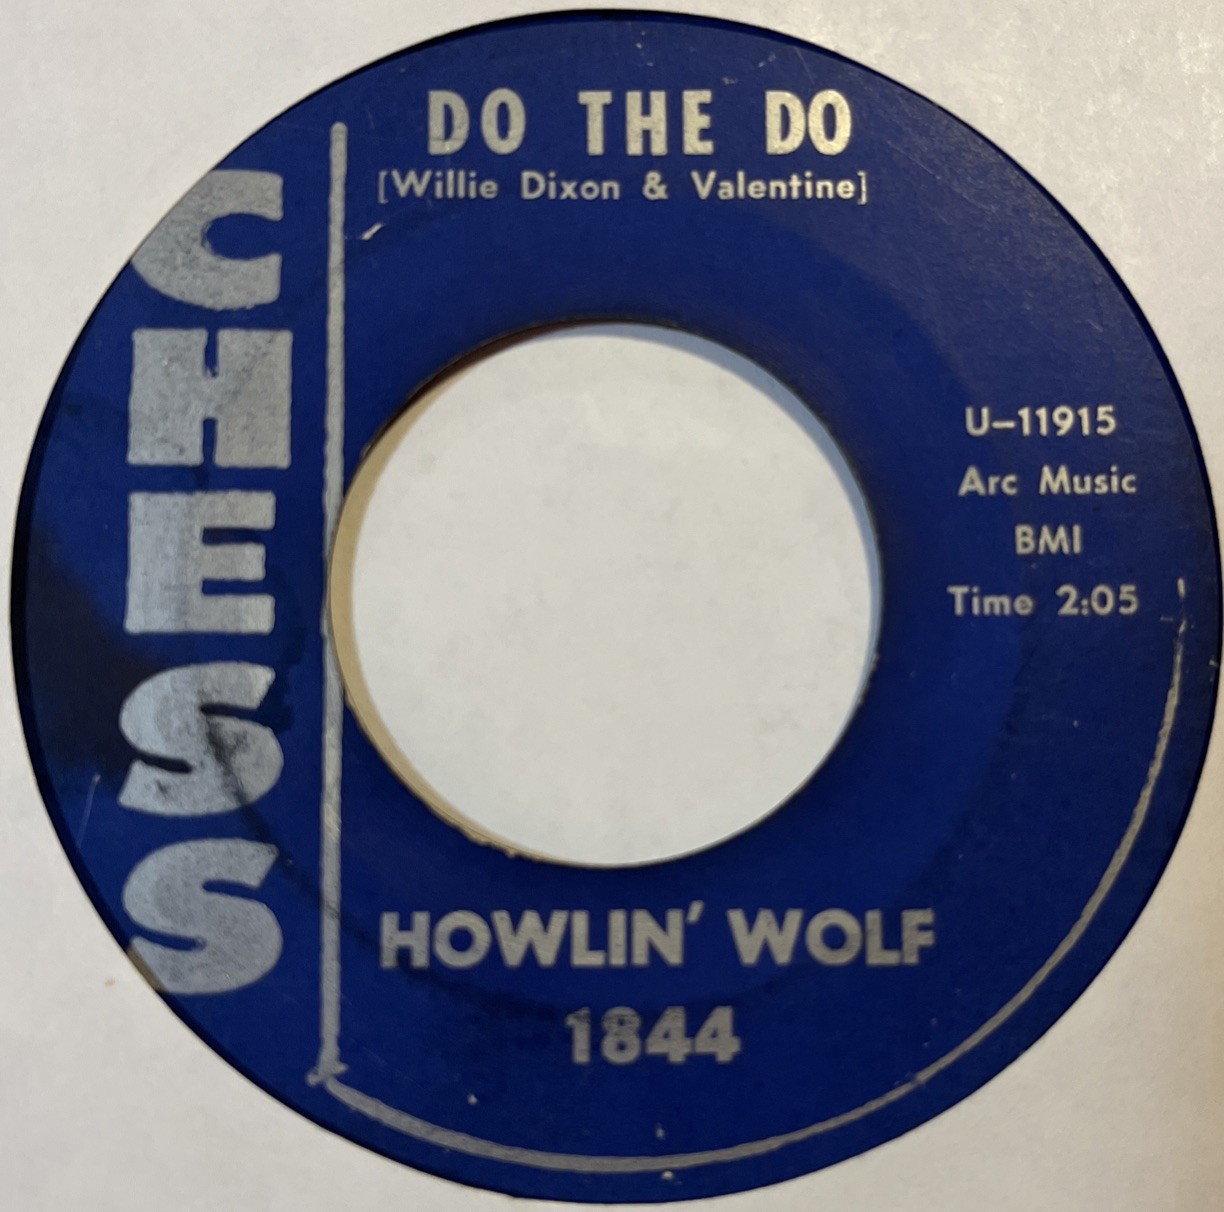 CHESS
DO THE DO
[Willie Dixon & Valentine]
U-11915
Arc Music
BMI
Time 2:05
HOWLIN' WOLF
1844